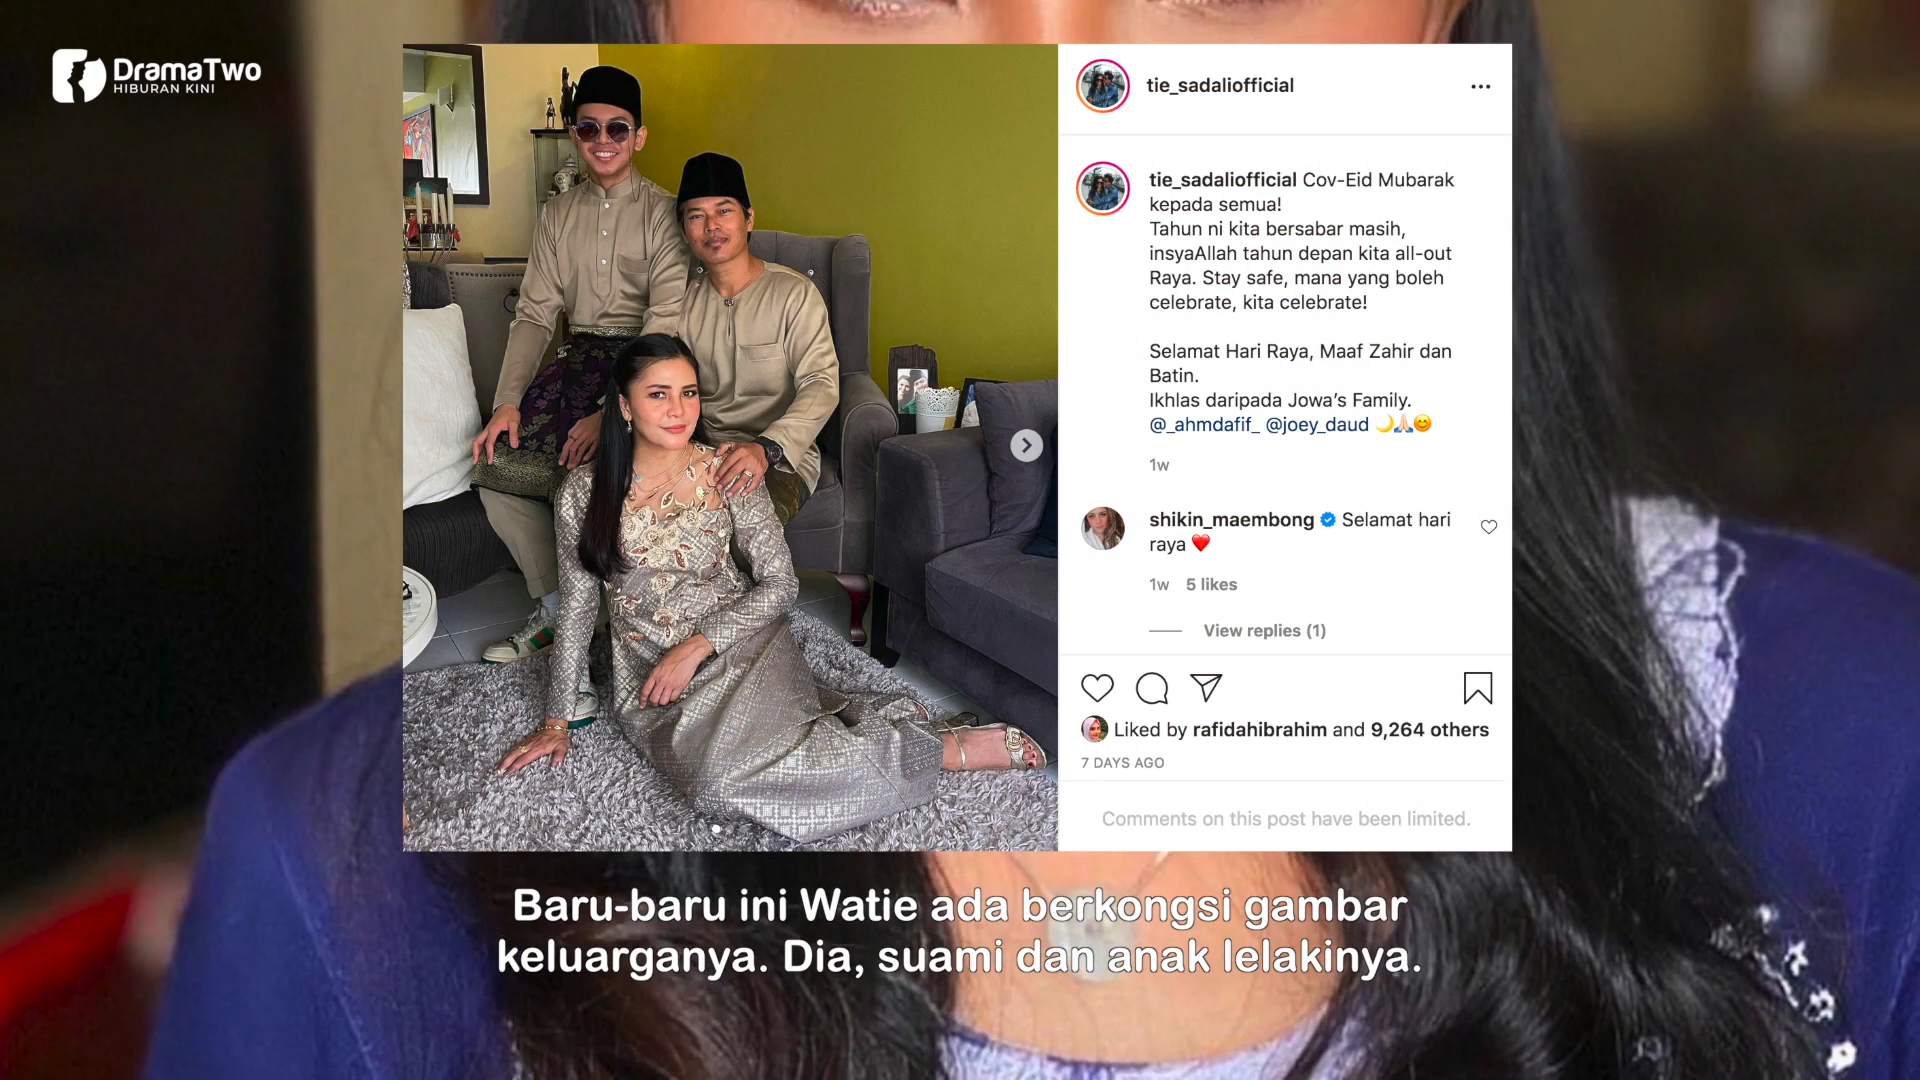 DramaTwo
HIBURAN KINI
tie_sadaliofficial
tie_sadaliofficial Cov-Eid Mubarak
kepada semua!
Tahun ni kita bersabar masih,
insyaAllah tahun depan kita all-out
Raya. Stay safe, mana yang boleh
celebrate, kita celebrate!
Selamat Hari Raya, Maaf Zahir dan
Batin.
Ikhlas daripada Jowa’s Family.
@_ahmdafif_ @joey_daud 🌙🙏🏻😊
1w
shikin_maembong Selamat hari
raya ❤️
1w 5 likes
View replies (1)
Liked by rafidahibrahim and 9,264 others
7 DAYS AGO
Comments on this post have been limited.
Baru-baru ini Watie ada berkongsi gambar
keluarganya. Dia, suami dan anak lelakinya.